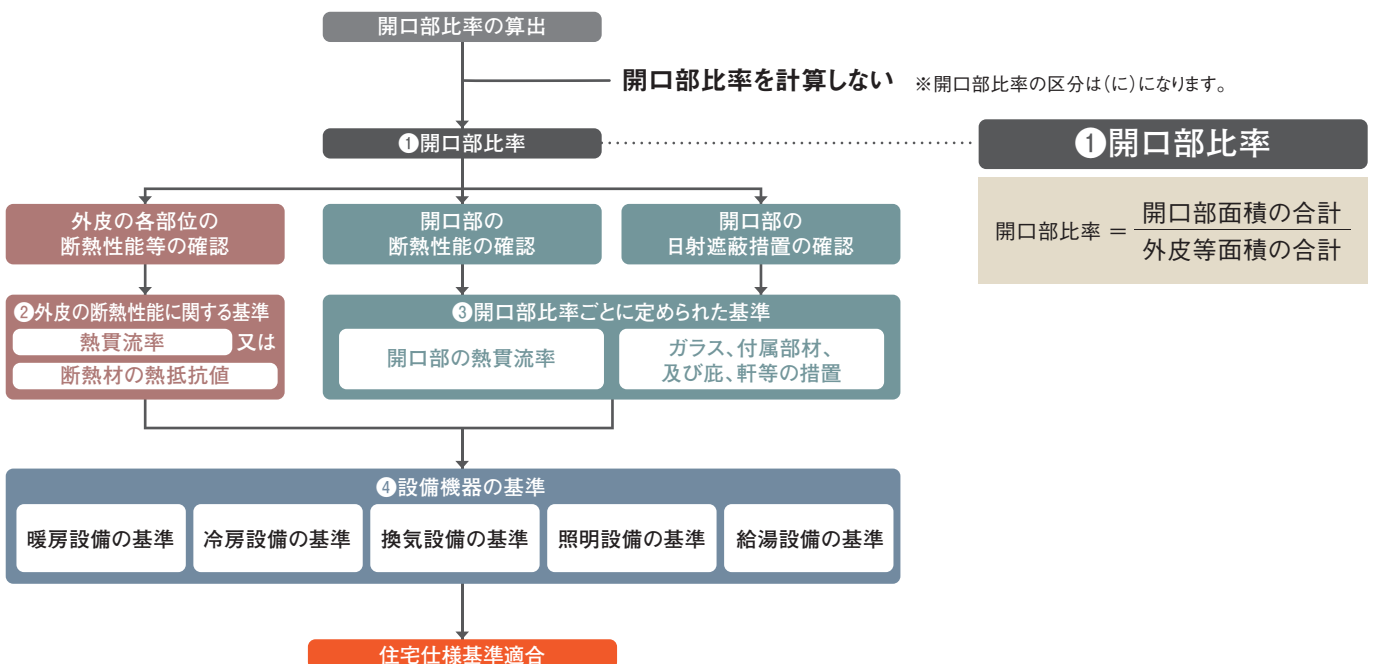 開口部比率の算出
開口部比率を計算しない ※開口部比率の区分は(に)になります。
❶開口部比率
❶開口部比率
開口部比率 = 開口部面積の合計
外皮等面積の合計
外皮の各部位の
断熱性能等の確認
開口部の
断熱性能の確認
開口部の
日射遮蔽措置の確認
❷外皮の断熱性能に関する基準
熱貫流率 又は
断熱材の熱抵抗値
❸開口部比率ごとに定められた基準
開口部の熱貫流率
ガラス、付属部材、
及び庇、軒等の措置
❹設備機器の基準
暖房設備の基準
冷房設備の基準
換気設備の基準
照明設備の基準
給湯設備の基準
住宅仕様基準適合